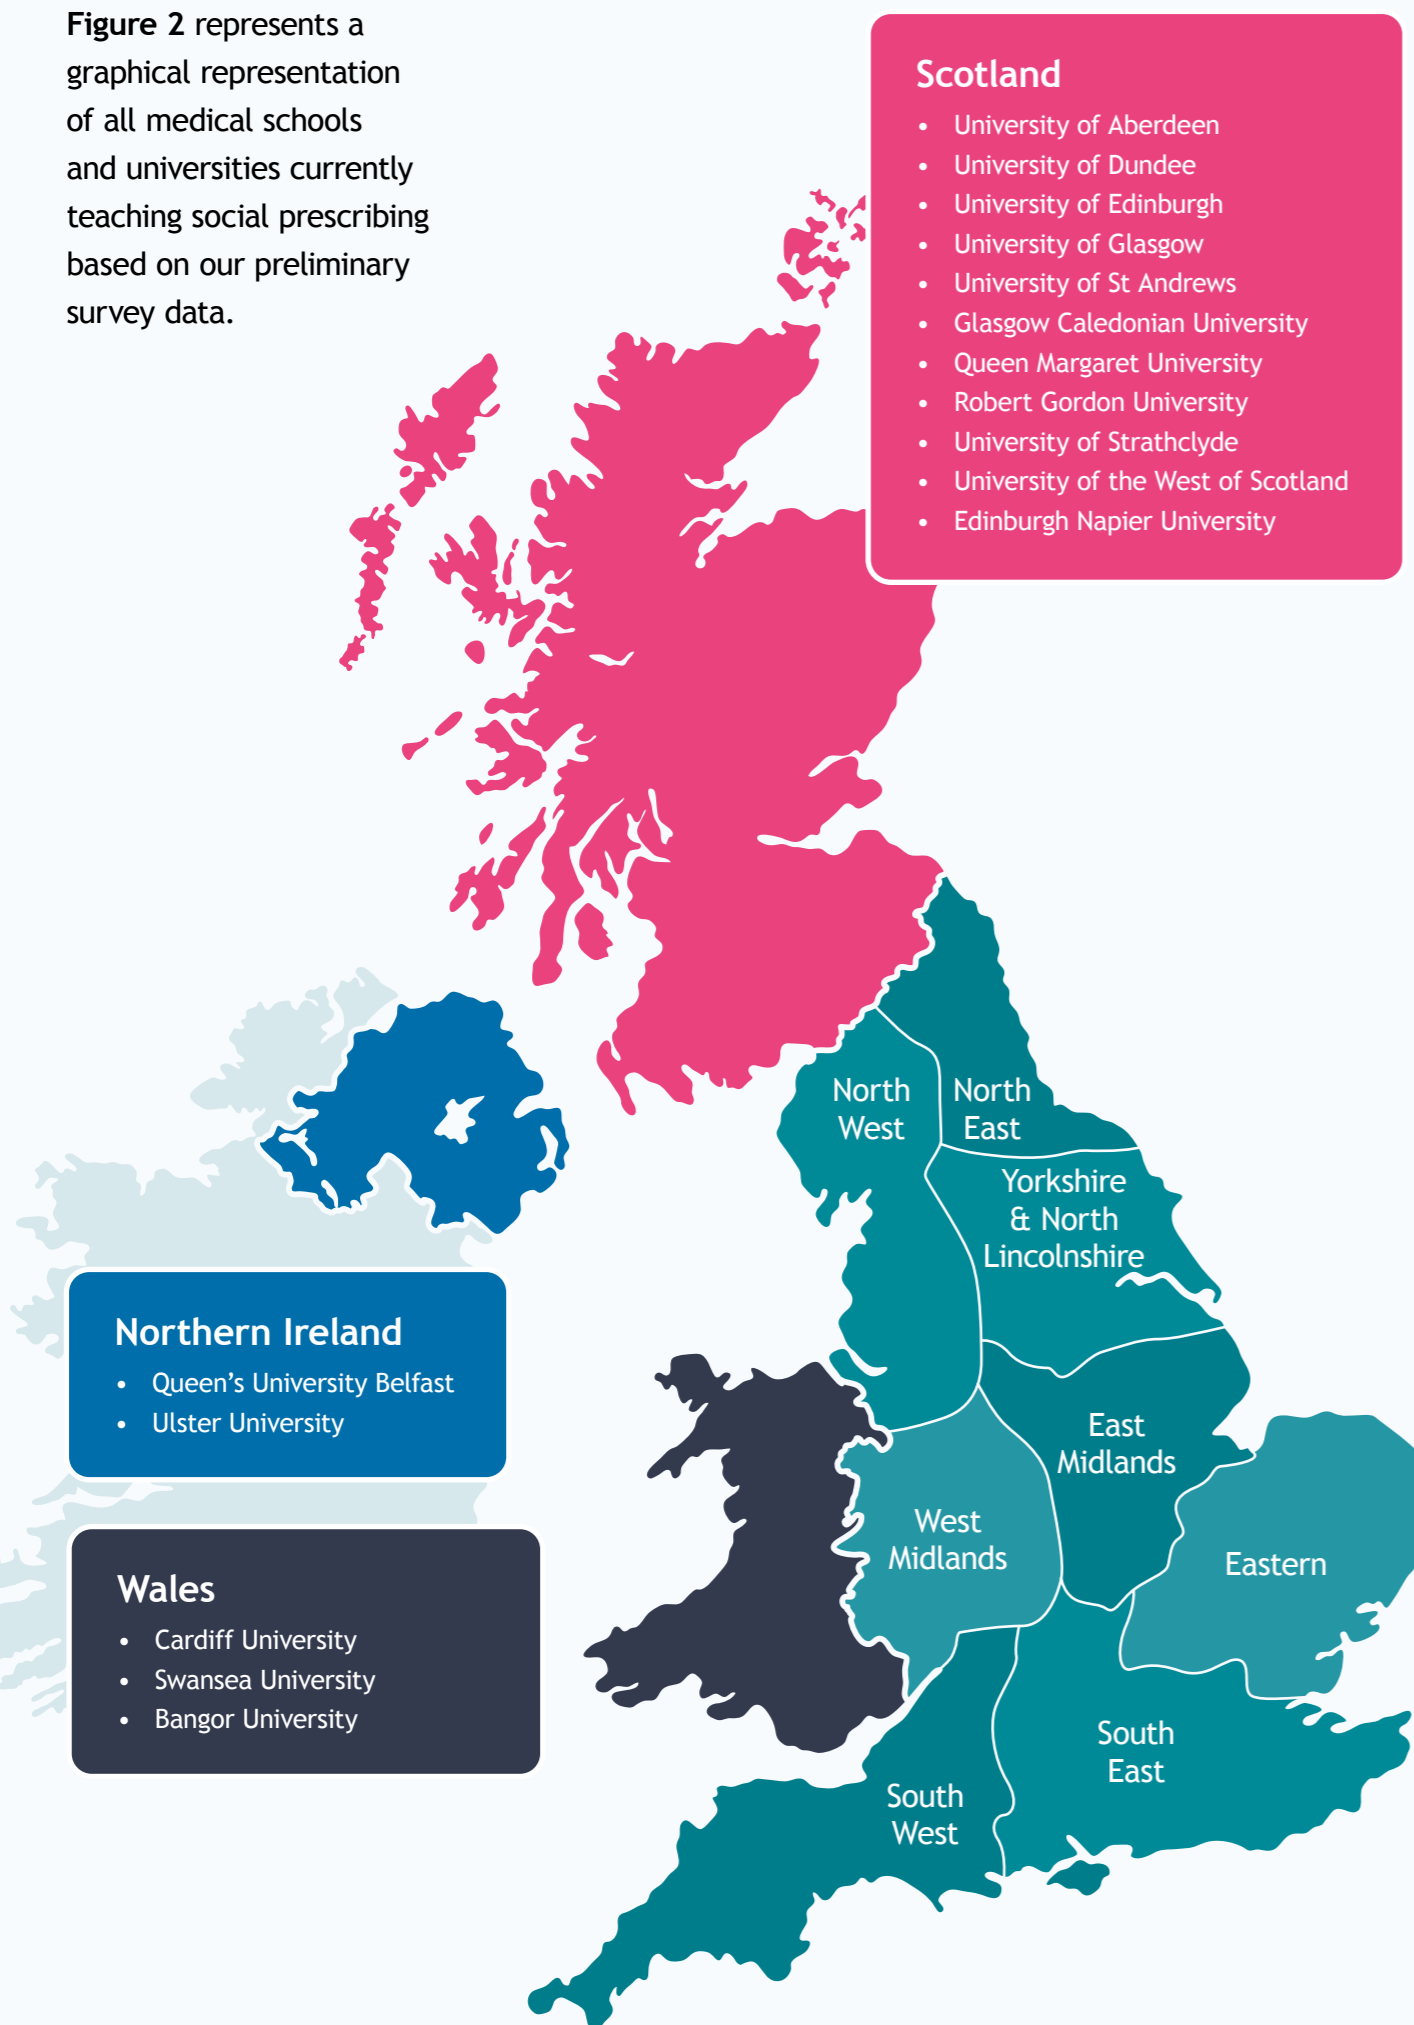 Figure 2 represents a
graphical representation
of all medical schools
and universities currently
teaching social prescribing
based on our preliminary
survey data.
Scotland
• University of Aberdeen
• University of Dundee
• University of Edinburgh
• University of Glasgow
• University of St Andrews
• Glasgow Caledonian University
• Queen Margaret University
• Robert Gordon University
• University of Strathclyde
• University of the West of Scotland
• Edinburgh Napier University
North
West
North
East
Yorkshire
& North
Lincolnshire
Northern Ireland
• Queen's University Belfast
• Ulster University
East
Midlands
West
Midlands
Eastern
Wales
• Cardiff University
• Swansea University
• Bangor University
South
East
South
West